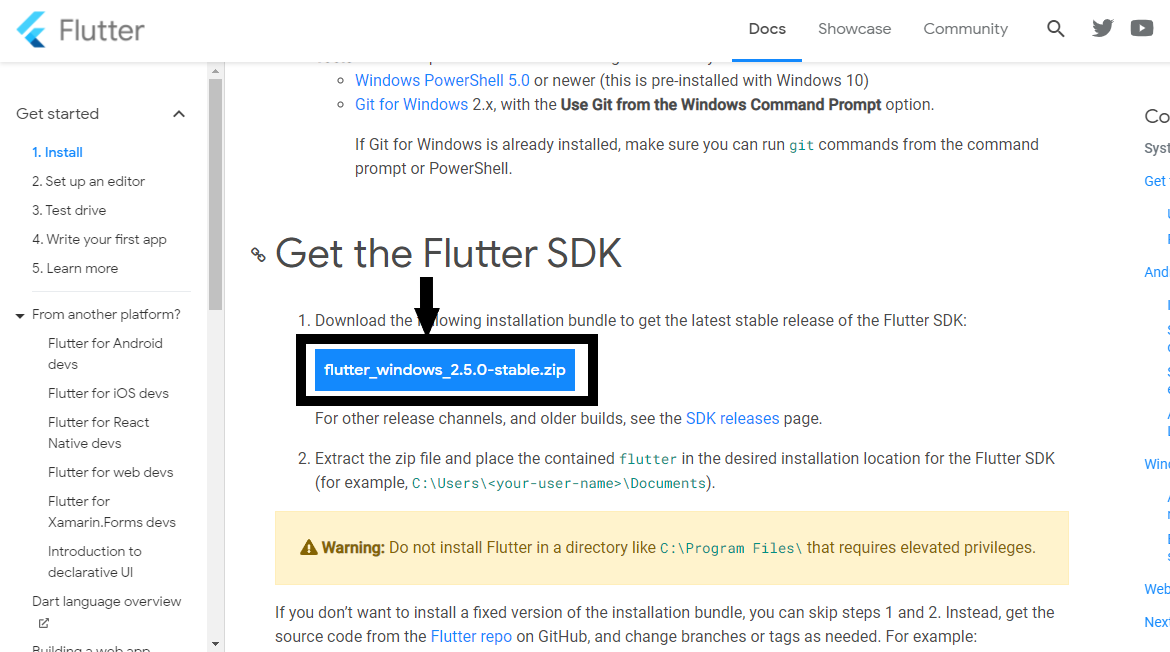 Flutter
Docs
Showcase
Community
Get started
1. Install
2. Set up an editor
3. Test drive
4. Write your first app
5. Learn more
From another platform?
Flutter for Android
devs
Flutter for iOS devs
Flutter for React
Native devs
Flutter for web devs
Flutter for
Xamarin.Forms devs
Introduction to
declarative UI
Dart language overview
Building a web app
Windows PowerShell 5.0 or newer (this is pre-installed with Windows 10)
Git for Windows 2.x, with the Use Git from the Windows Command Prompt option.
If Git for Windows is already installed, make sure you can run git commands from the command
prompt or PowerShell.
Get the Flutter SDK
1. Download the following installation bundle to get the latest stable release of the Flutter SDK:
flutter_windows_2.5.0-stable.zip
For other release channels, and older builds, see the SDK releases page.
2. Extract the zip file and place the contained flutter in the desired installation location for the Flutter SDK
(for example, C:\Users\<your-user-name>\Documents).
Warning: Do not install Flutter in a directory like C:\Program Files\ that requires elevated privileges.
If you don’t want to install a fixed version of the installation bundle, you can skip steps 1 and 2. Instead, get the
source code from the Flutter repo on GitHub, and change branches or tags as needed. For example:
Co
Syst
Get
And
Wind
Web
Next